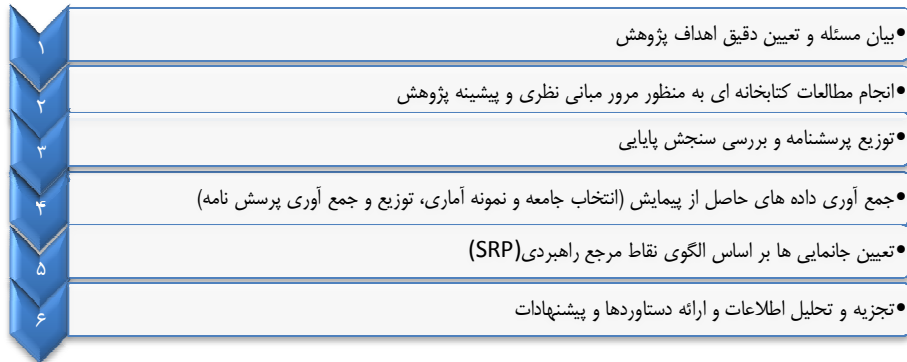 ۱
•بیان مسئله و تعیین دقیق اهداف پژوهش
۲
•انجام مطالعات کتابخانه ای به منظور مرور مبانی نظری و پیشینه پژوهش
۳
•توزیع پرسشنامه و بررسی سنجش پایایی
۴
•جمع آوری داده های حاصل از پیمایش (انتخاب جامعه و نمونه آماری، توزیع و جمع آوری پرسش نامه)
۵
•تعیین جانمایی ها بر اساس الگوی نقاط مرجع راهبردی(SRP)
۶
•تجزیه و تحلیل اطلاعات و ارائه دستاوردها و پیشنهادات